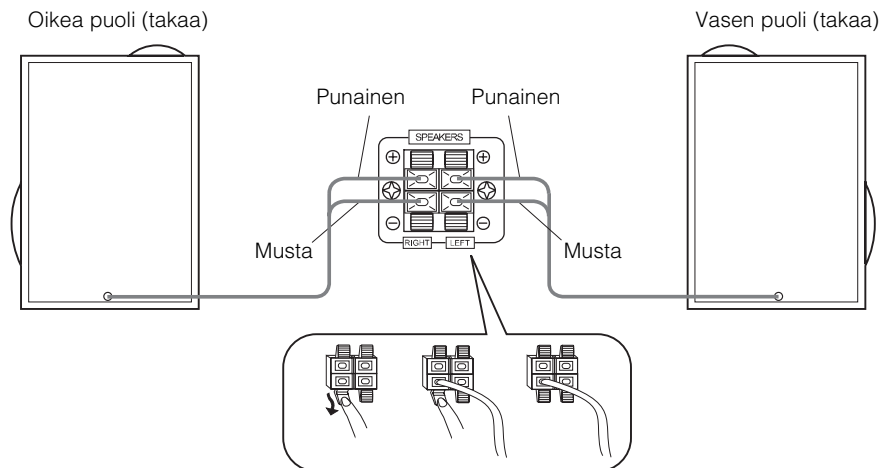 Oikea puoli (takaa)
Vasen puoli (takaa)
Punainen
Punainen
SPEAKERS
Musta
RIGHT
LEFT
Musta